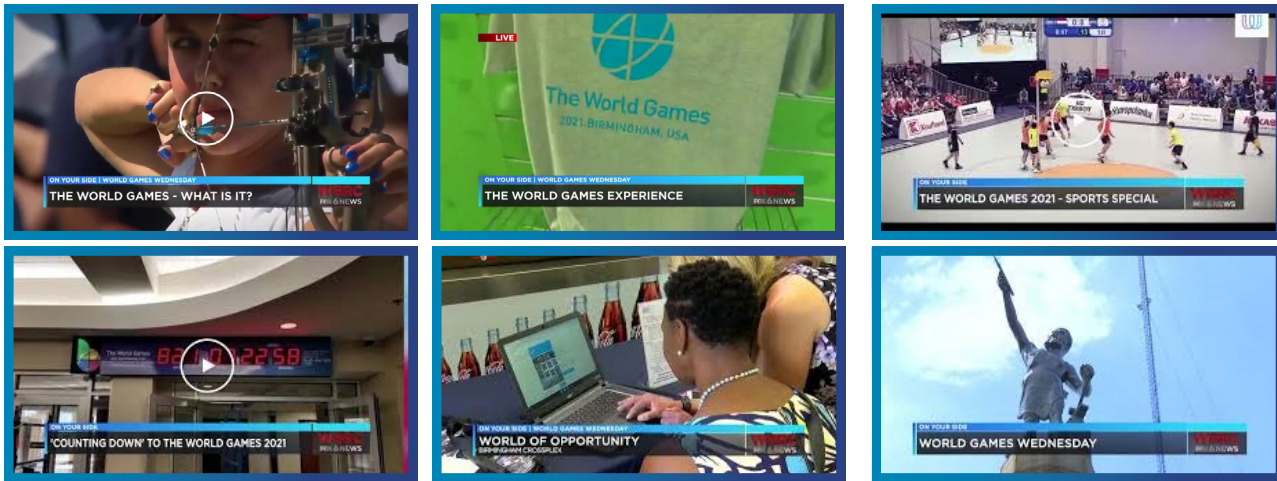 ON YOUR SIDE | WORLD GAMES WEDNESDAY
THE WORLD GAMES - WHAT IS IT?
WBRC
FOX 6 NEWS
LIVE
The World Games
2021 BIRMINGHAM, USA
ON YOUR SIDE | WORLD GAMES WEDNESDAY
THE WORLD GAMES EXPERIENCE
WBRC
FOX 6 NEWS
ON YOUR SIDE
THE WORLD GAMES 2021 - SPORTS SPECIAL
WBRC
FOX 6 NEWS
The World Games
ON YOUR SIDE
'COUNTING DOWN' TO THE WORLD GAMES 2021
WBRC
FOX 6 NEWS
ON YOUR SIDE | WORLD GAMES WEDNESDAY
WORLD OF OPPORTUNITY
BIRMINGHAM CROSSPLEX
WBRC
FOX 6 NEWS
ON YOUR SIDE
WORLD GAMES WEDNESDAY
WBRC
FOX 6 NEWS